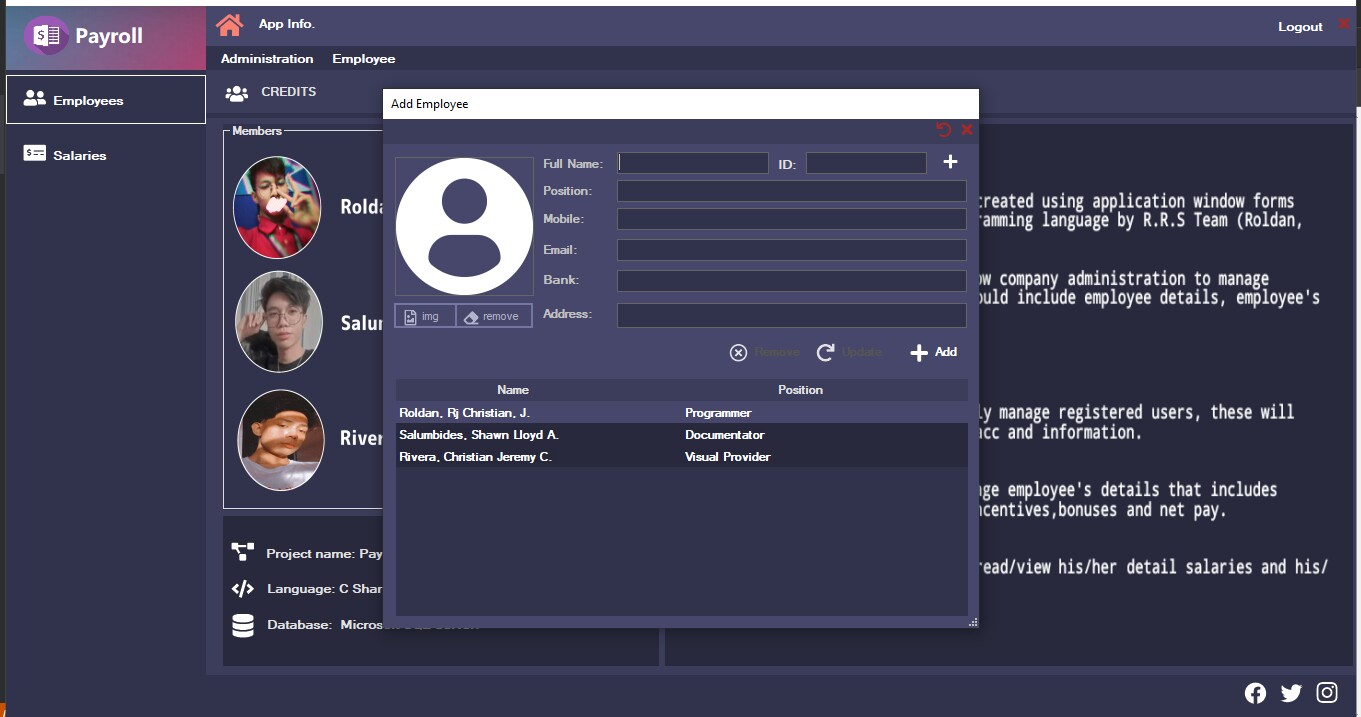 Payroll
App Info.
Logout
Administration Employee
Employees
Salaries
CREDITS
Members
Rolda
Salu
River
Project name: Pay
Language: C Shar
Database: Micros
Add Employee
Full Name: ID:
Position:
Mobile:
Email:
Bank:
Address:
img remove
Remove Update Add
Name Position
Roldan, Rj Christian, J. Programmer
Salumbides, Shawn Lloyd A. Documentator
Rivera, Christian Jeremy C. Visual Provider
created using application window forms
ramming language by R.R.S Team (Roldan,
ow company administration to manage
ould include employee details, employee's
ly manage registered users, these will
acc and information.
age employee's details that includes
ncentives,bonuses and net pay.
read/view his/her detail salaries and his/